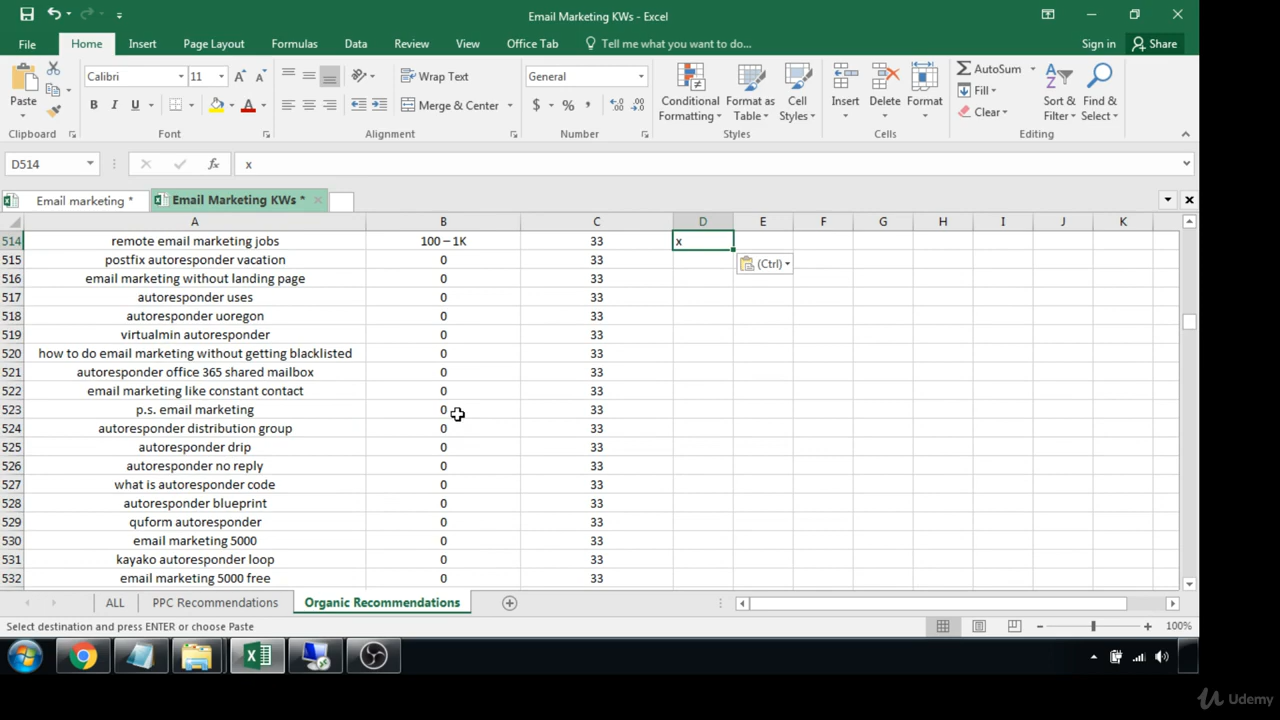 Email Marketing KWs - Excel
File Home Insert Page Layout Formulas Data Review View Office Tab Tell me what you want to do... Sign in Share
Paste Calibri 11 Wrap Text General Conditional Formatting Format as Table Cell Styles Insert Delete Format AutoSum Sort & Filter Find & Select
B I U A Merge & Center $ % , Fill Clear
Clipboard Font Alignment Number Styles Cells Editing
D514 fx x
Email marketing * Email Marketing KWs *
A B C D E F G H I J K
514 remote email marketing jobs 100 – 1K 33 x
515 postfix autoresponder vacation 0 33 (Ctrl)
516 email marketing without landing page 0 33
517 autoresponder uses 0 33
518 autoresponder uoregon 0 33
519 virtualmin autoresponder 0 33
520 how to do email marketing without getting blacklisted 0 33
521 autoresponder office 365 shared mailbox 0 33
522 email marketing like constant contact 0 33
523 p.s. email marketing 0 33
524 autoresponder distribution group 0 33
525 autoresponder drip 0 33
526 autoresponder no reply 0 33
527 what is autoresponder code 0 33
528 autoresponder blueprint 0 33
529 quform autoresponder 0 33
530 email marketing 5000 0 33
531 kayako autoresponder loop 0 33
532 email marketing 5000 free 0 33
ALL PPC Recommendations Organic Recommendations
Select destination and press ENTER or choose Paste 100%
Udemy